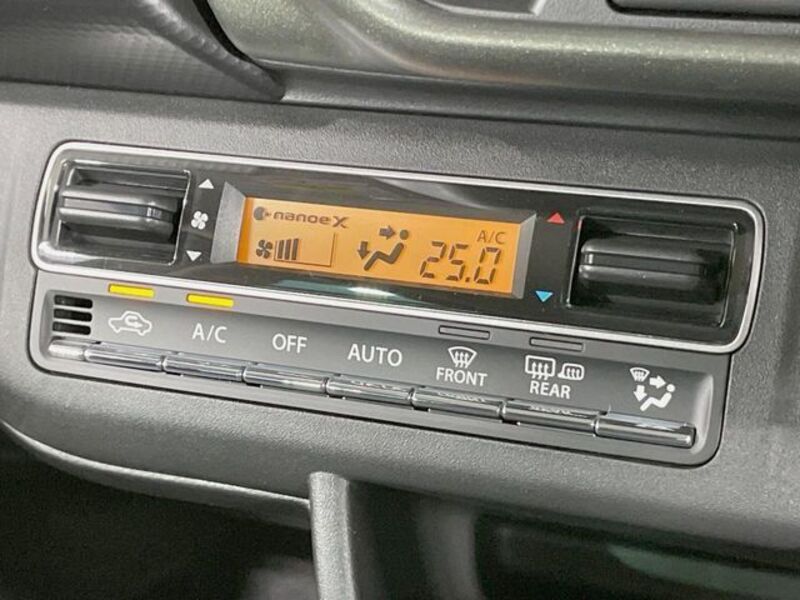 nanoe X
A/C
25.0
A/C
OFF
AUTO
FRONT
REAR